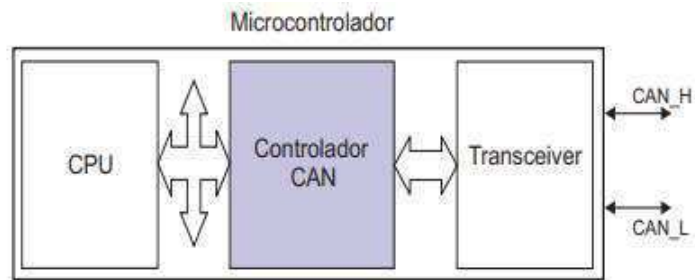 Microcontrolador
CPU
Controlador
CAN
Transceiver
CAN_H
CAN_L